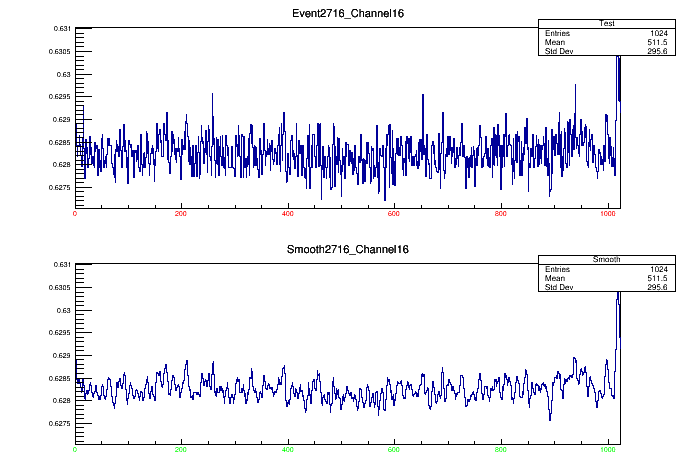 Event2716_Channel16
Test
Entries 1024
Mean 511.5
Std Dev 295.6
0.631
0.6305
0.63
0.6295
0.629
0.6285
0.628
0.6275
0 200 400 600 800 1000
Smooth2716_Channel16
Smooth
Entries 1024
Mean 511.5
Std Dev 295.6
0.631
0.6305
0.63
0.6295
0.629
0.6285
0.628
0.6275
0 200 400 600 800 1000